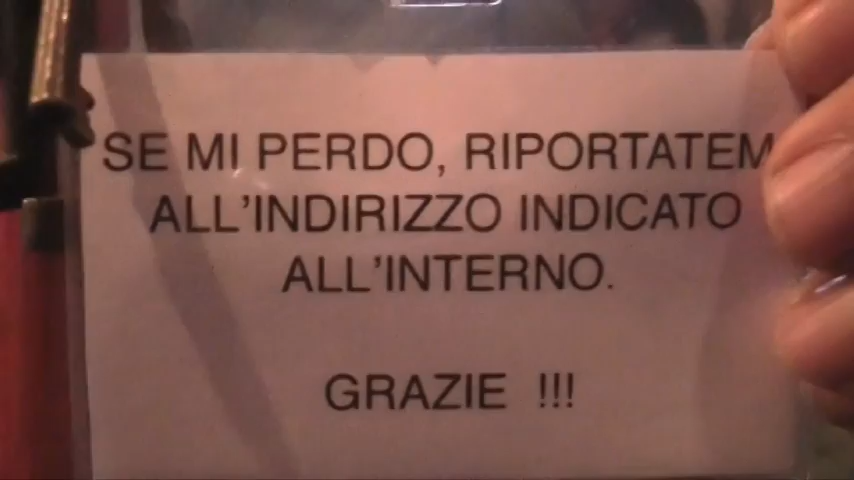 SE MI PERDO, RIPORTATEM
ALL'INDIRIZZO INDICATO
ALL'INTERNO.
GRAZIE !!!